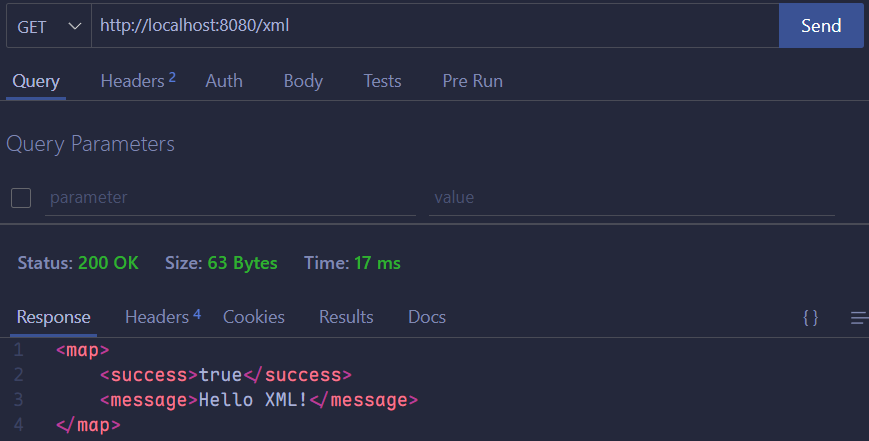 GET http://localhost:8080/xml Send
Query Headers 2 Auth Body Tests Pre Run
Query Parameters
parameter value
Status: 200 OK Size: 63 Bytes Time: 17 ms
Response Headers 4 Cookies Results Docs { }
1 <map>
2 <success>true</success>
3 <message>Hello XML!</message>
4 </map>